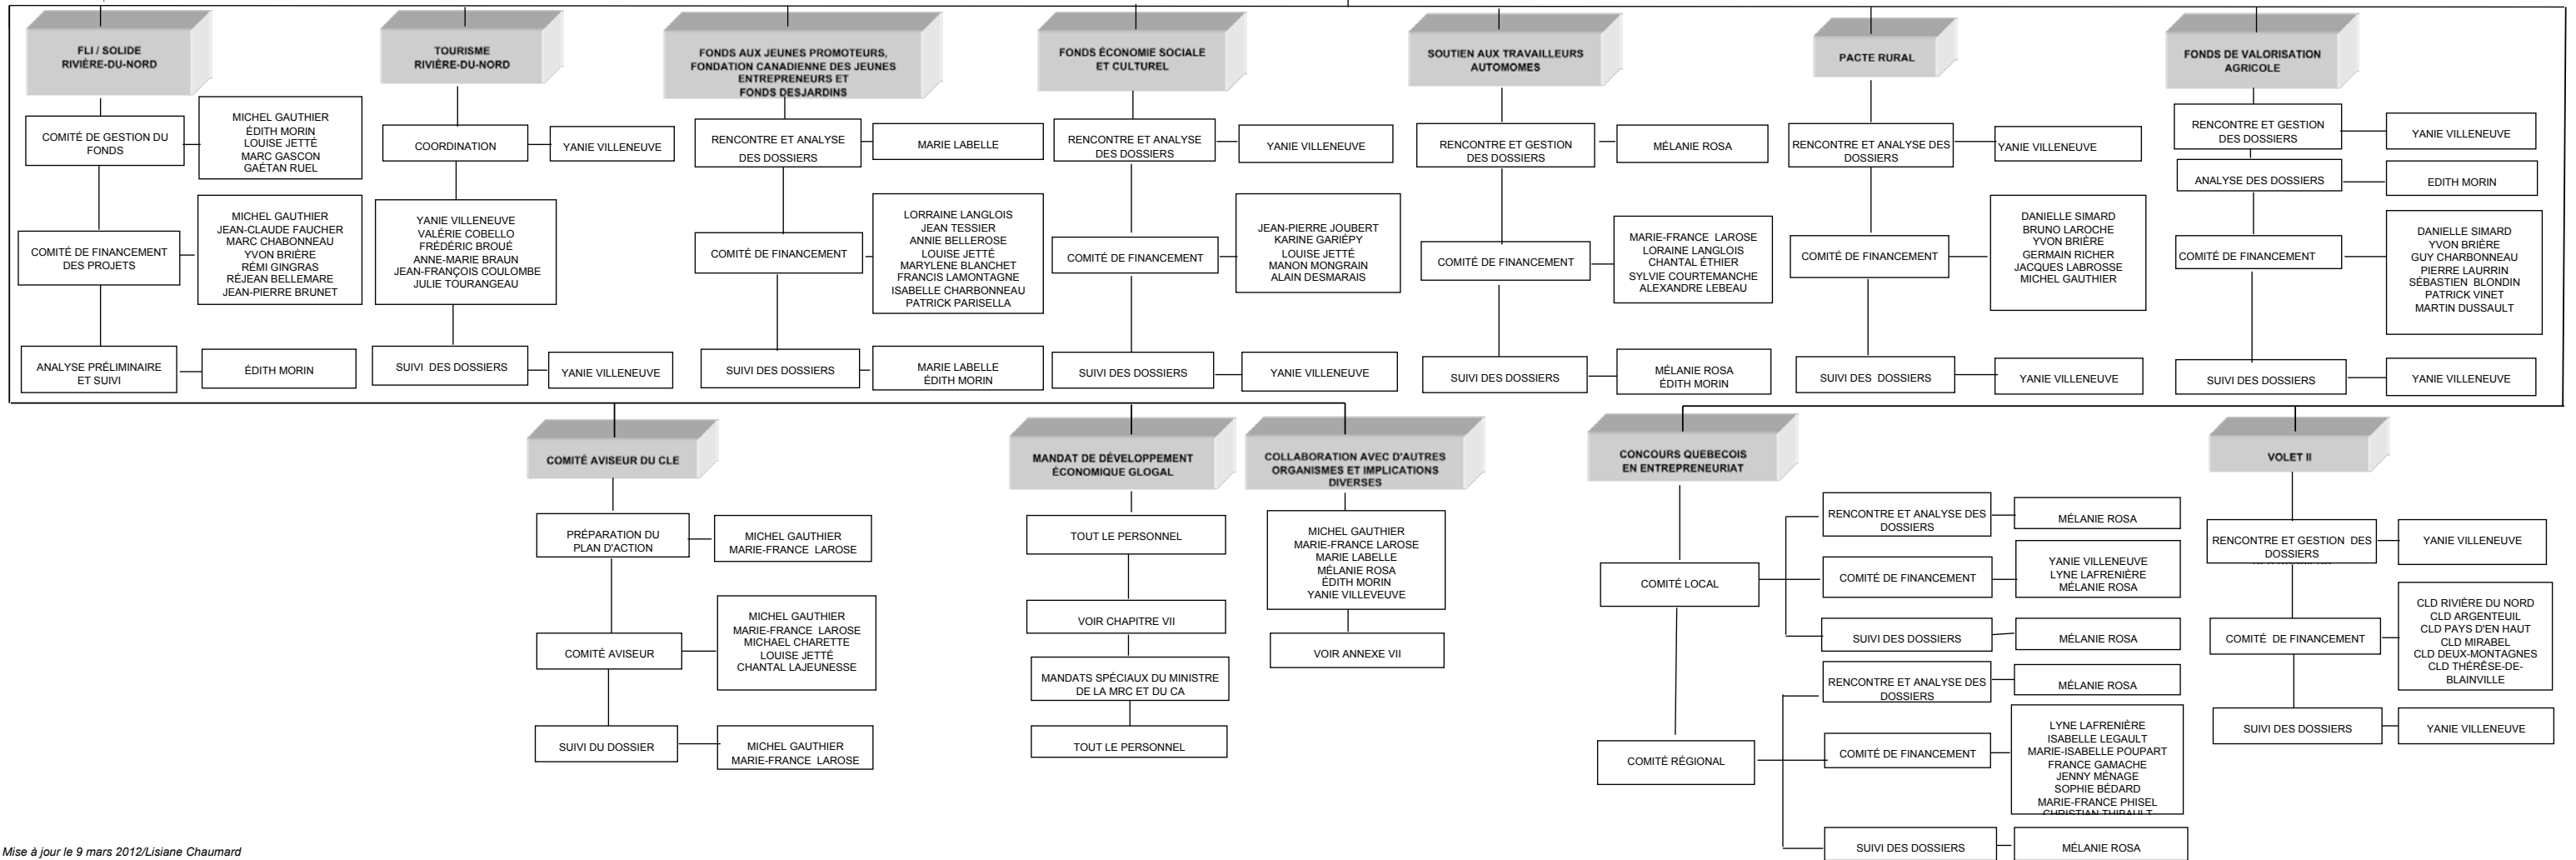 FLI / SOLIDE
RIVIÈRE-DU-NORD
COMITÉ DE GESTION DU
FONDS
MICHEL GAUTHIER
ÉDITH MORIN
LOUISE JETTÉ
MARC GASCON
GAÉTAN RUEL
COMITÉ DE FINANCEMENT
DES PROJETS
MICHEL GAUTHIER
JEAN-CLAUDE FAUCHER
MARC CHABONNEAU
YVON BRIÈRE
RÉMI GINGRAS
RÉJEAN BELLEMARE
JEAN-PIERRE BRUNET
ANALYSE PRÉLIMINAIRE
ET SUIVI
ÉDITH MORIN
TOURISME
RIVIÈRE-DU-NORD
COORDINATION
YANIE VILLENEUVE
YANIE VILLENEUVE
VALÉRIE COBELLO
FRÉDÉRIC BROUÉ
ANNE-MARIE BRAUN
JEAN-FRANÇOIS COULOMBE
JULIE TOURANGEAU
SUIVI DES DOSSIERS
YANIE VILLENEUVE
FONDS AUX JEUNES PROMOTEURS,
FONDATION CANADIENNE DES JEUNES
ENTREPRENEURS ET
FONDS DESJARDINS
RENCONTRE ET ANALYSE
DES DOSSIERS
MARIE LABELLE
COMITÉ DE FINANCEMENT
LORRAINE LANGLOIS
JEAN TESSIER
ANNIE BELLEROSE
LOUISE JETTÉ
MARYLENE BLANCHET
FRANCIS LAMONTAGNE
ISABELLE CHARBONNEAU
PATRICK PARISELLA
SUIVI DES DOSSIERS
MARIE LABELLE
ÉDITH MORIN
FONDS ÉCONOMIE SOCIALE
ET CULTUREL
RENCONTRE ET ANALYSE
DES DOSSIERS
YANIE VILLENEUVE
COMITÉ DE FINANCEMENT
JEAN-PIERRE JOUBERT
KARINE GARIÉPY
LOUISE JETTÉ
MANON MONGRAIN
ALAIN DESMARAIS
SUIVI DES DOSSIERS
YANIE VILLENEUVE
SOUTIEN AUX TRAVAILLEURS
AUTOMOMES
RENCONTRE ET GESTION
DES DOSSIERS
MÉLANIE ROSA
COMITÉ DE FINANCEMENT
MARIE-FRANCE LAROSE
LORAINE LANGLOIS
CHANTAL ÉTHIER
SYLVIE COURTEMANCHE
ALEXANDRE LEBEAU
SUIVI DES DOSSIERS
MÉLANIE ROSA
ÉDITH MORIN
PACTE RURAL
RENCONTRE ET ANALYSE DES
DOSSIERS
YANIE VILLENEUVE
COMITÉ DE FINANCEMENT
DANIELLE SIMARD
BRUNO LAROCHE
YVON BRIÈRE
GERMAIN RICHER
JACQUES LABROSSE
MICHEL GAUTHIER
SUIVI DES DOSSIERS
YANIE VILLENEUVE
FONDS DE VALORISATION
AGRICOLE
RENCONTRE ET GESTION
DES DOSSIERS
YANIE VILLENEUVE
ANALYSE DES DOSSIERS
EDITH MORIN
COMITÉ DE FINANCEMENT
DANIELLE SIMARD
YVON BRIÈRE
GUY CHARBONNEAU
PIERRE LAURRIN
SÉBASTIEN BLONDIN
PATRICK VINET
MARTIN DUSSAULT
SUIVI DES DOSSIERS
YANIE VILLENEUVE
COMITÉ AVISEUR DU CLE
PRÉPARATION DU
PLAN D'ACTION
MICHEL GAUTHIER
MARIE-FRANCE LAROSE
COMITÉ AVISEUR
MICHEL GAUTHIER
MARIE-FRANCE LAROSE
MICHAEL CHARETTE
LOUISE JETTÉ
CHANTAL LAJEUNESSE
SUIVI DU DOSSIER
MICHEL GAUTHIER
MARIE-FRANCE LAROSE
MANDAT DE DÉVELOPPEMENT
ÉCONOMIQUE GLOGAL
TOUT LE PERSONNEL
VOIR CHAPITRE VII
MANDATS SPÉCIAUX DU MINISTRE
DE LA MRC ET DU CA
TOUT LE PERSONNEL
COLLABORATION AVEC D'AUTRES
ORGANISMES ET IMPLICATIONS
DIVERSES
MICHEL GAUTHIER
MARIE-FRANCE LAROSE
MARIE LABELLE
MÉLANIE ROSA
ÉDITH MORIN
YANIE VILLEVEUVE
VOIR ANNEXE VII
CONCOURS QUEBECOIS
EN ENTREPRENEURIAT
COMITÉ LOCAL
RENCONTRE ET ANALYSE DES
DOSSIERS
MÉLANIE ROSA
COMITÉ DE FINANCEMENT
YANIE VILLENEUVE
LYNE LAFRENIÈRE
MÉLANIE ROSA
SUIVI DES DOSSIERS
MÉLANIE ROSA
COMITÉ RÉGIONAL
RENCONTRE ET ANALYSE DES
DOSSIERS
MÉLANIE ROSA
COMITÉ DE FINANCEMENT
LYNE LAFRENIÈRE
ISABELLE LEGAULT
MARIE-ISABELLE POUPART
FRANCE GAMACHE
JENNY MÉNAGE
SOPHIE BÉDARD
MARIE-FRANCE PHISEL
CHRISTIAN THIBAULT
SUIVI DES DOSSIERS
MÉLANIE ROSA
VOLET II
RENCONTRE ET GESTION DES
DOSSIERS
YANIE VILLENEUVE
COMITÉ DE FINANCEMENT
CLD RIVIÈRE DU NORD
CLD ARGENTEUIL
CLD PAYS D'EN HAUT
CLD MIRABEL
CLD DEUX-MONTAGNES
CLD THÉRÈSE-DE-
BLAINVILLE
SUIVI DES DOSSIERS
YANIE VILLENEUVE
Mise à jour le 9 mars 2012/Lisiane Chaumard